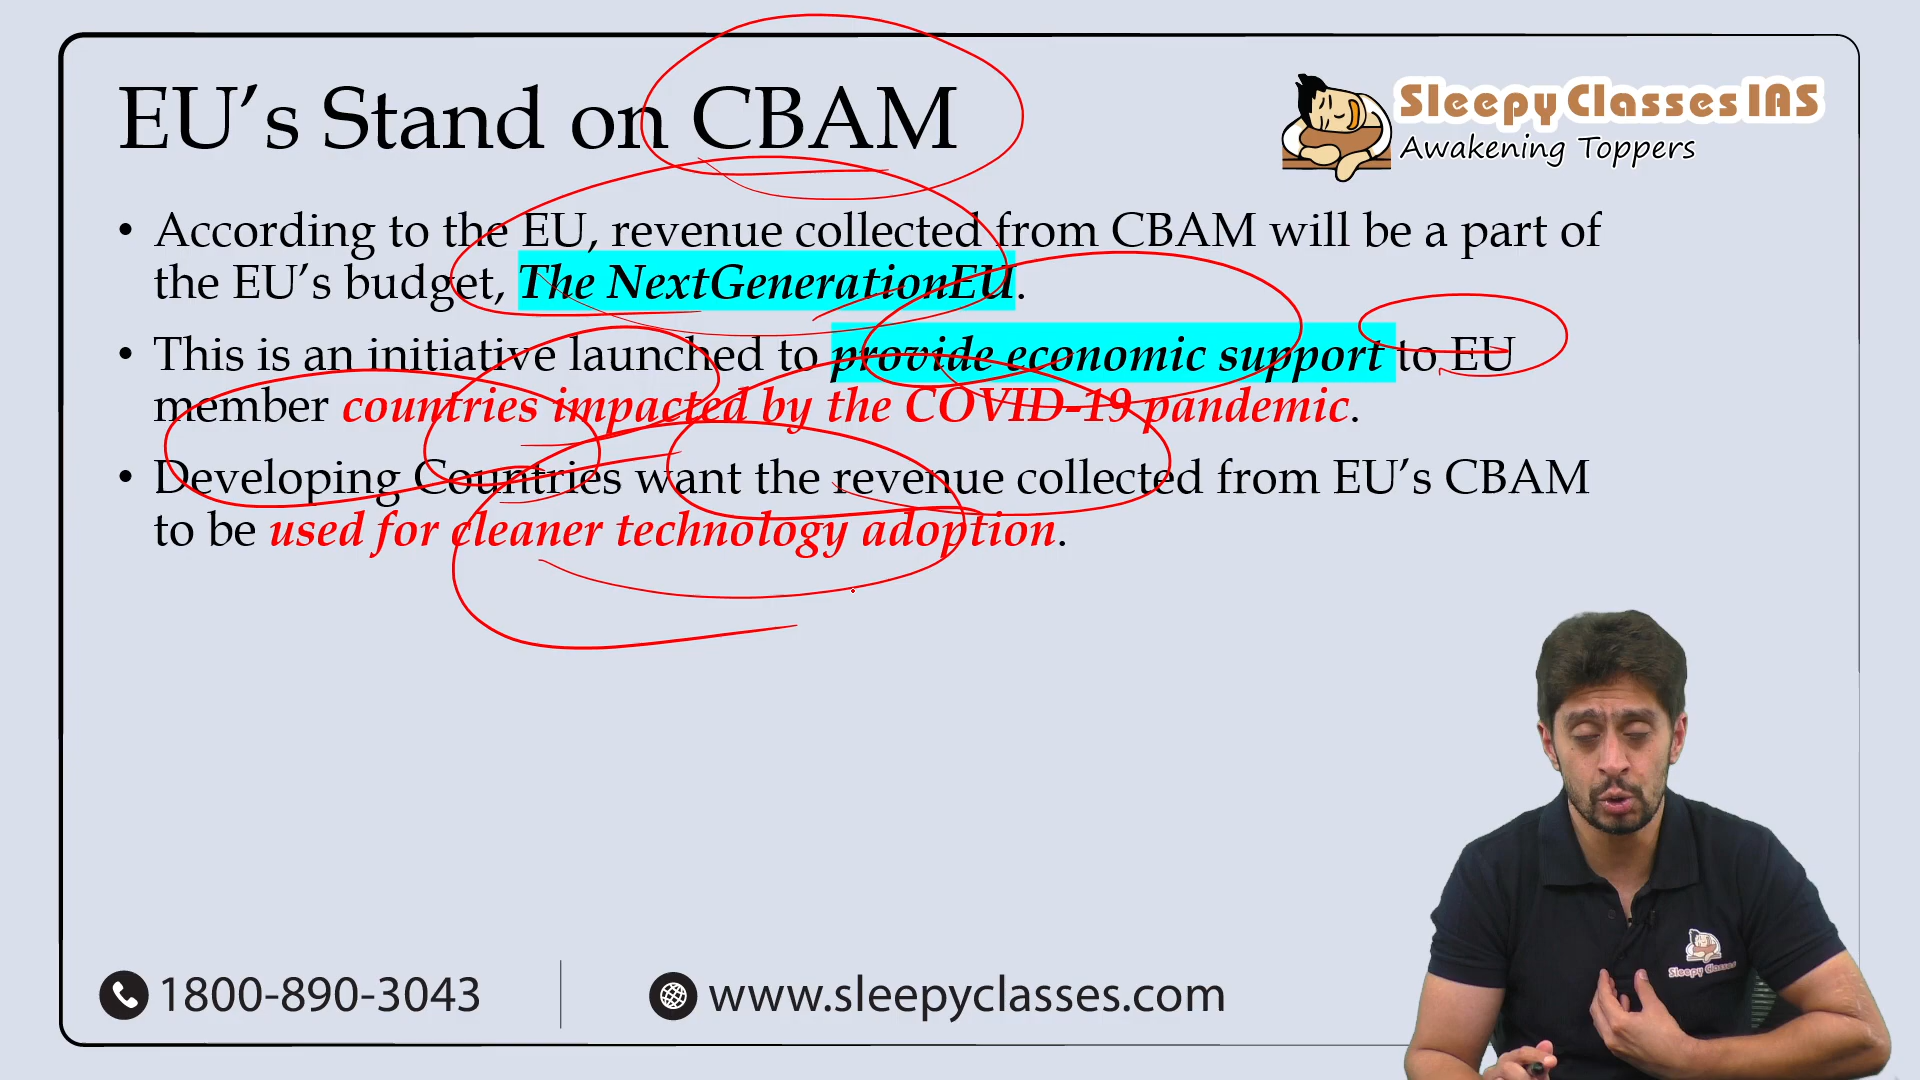 EU’s Stand on CBAM
Sleepy Classes IAS
Awakening Toppers
• According to the EU, revenue collected from CBAM will be a part of
the EU’s budget, The NextGenerationEU.
• This is an initiative launched to provide economic support to EU
member countries impacted by the COVID-19 pandemic.
• Developing Countries want the revenue collected from EU’s CBAM
to be used for cleaner technology adoption.
Sleepy Classes
1800-890-3043
www.sleepyclasses.com